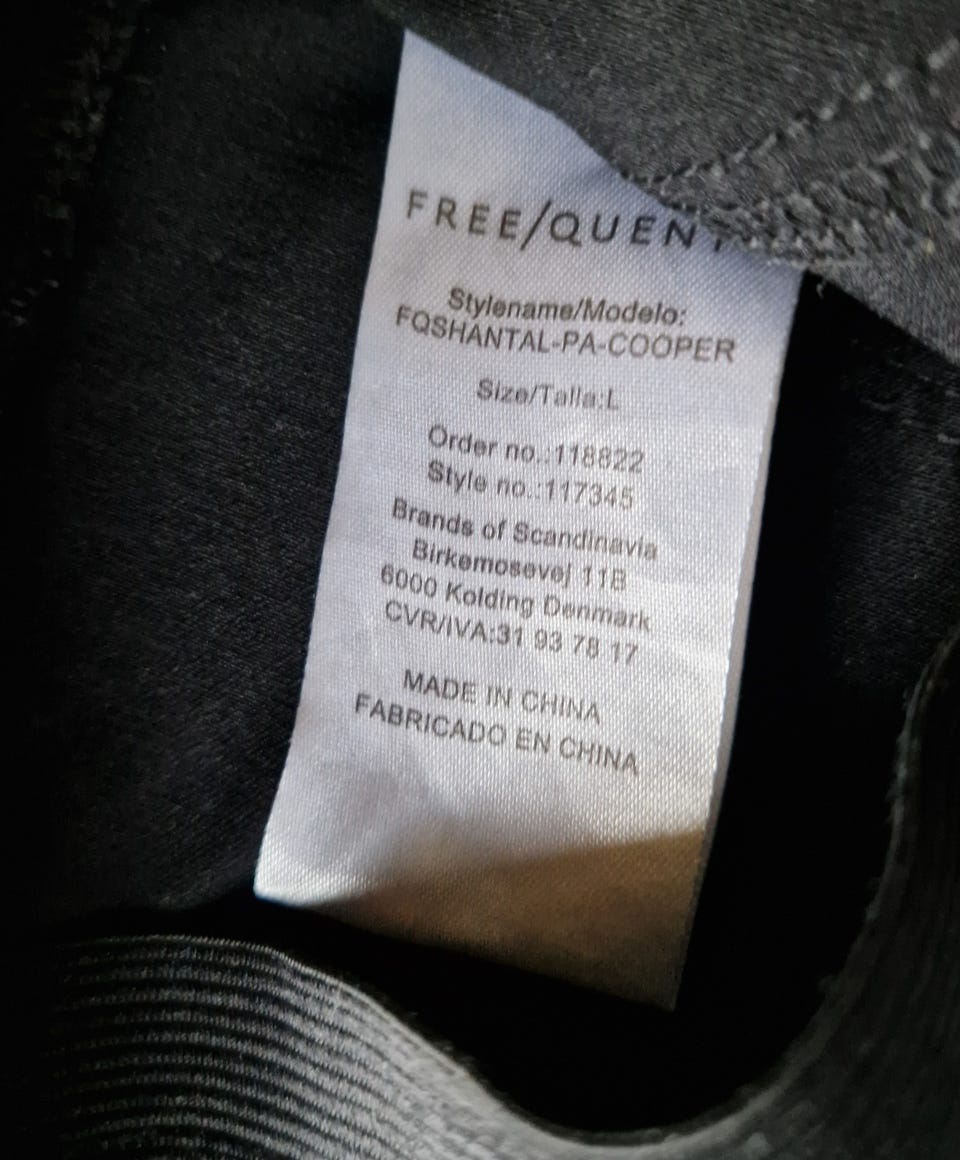 FREE/QUENT
Stylename/Modelo:
FQSHANTAL-PA-COOPER
Size/Talla:L
Order no.:118822
Style no.:117345
Brands of Scandinavia
Birkemosevej 11B
6000 Kolding Denmark
CVR/IVA:31 93 78 17
MADE IN CHINA
FABRICADO EN CHINA